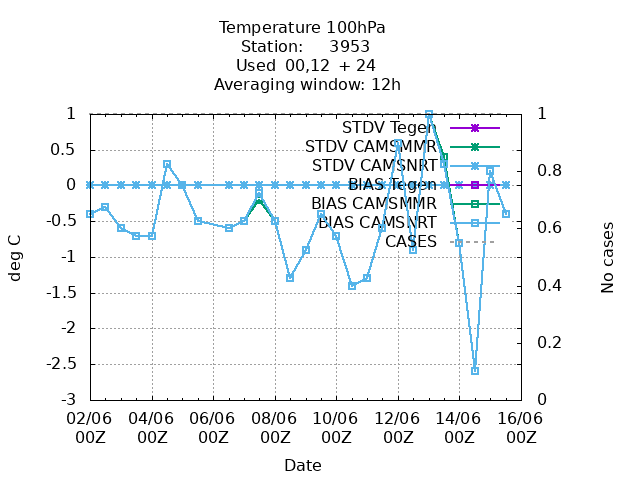 Temperature 100hPa
Station: 3953
Used 00,12 + 24
Averaging window: 12h
1
0.5
0
-0.5
-1
-1.5
-2
-2.5
-3
deg C
STDV Tegen
STDV CAMSMMR
STDV CAMSNRT
BIAS Tegen
BIAS CAMSMMR
BIAS CAMSNRT
CASES
1
0.8
0.6
0.4
0.2
0
No cases
02/06 04/06 06/06 08/06 10/06 12/06 14/06 16/06
00Z 00Z 00Z 00Z 00Z 00Z 00Z 00Z
Date